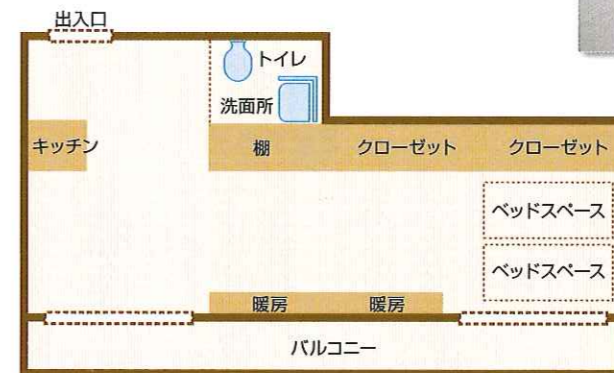 出入口
トイレ
洗面所
キッチン
棚
クローゼット
クローゼット
ベッドスペース
ベッドスペース
暖房
暖房
バルコニー